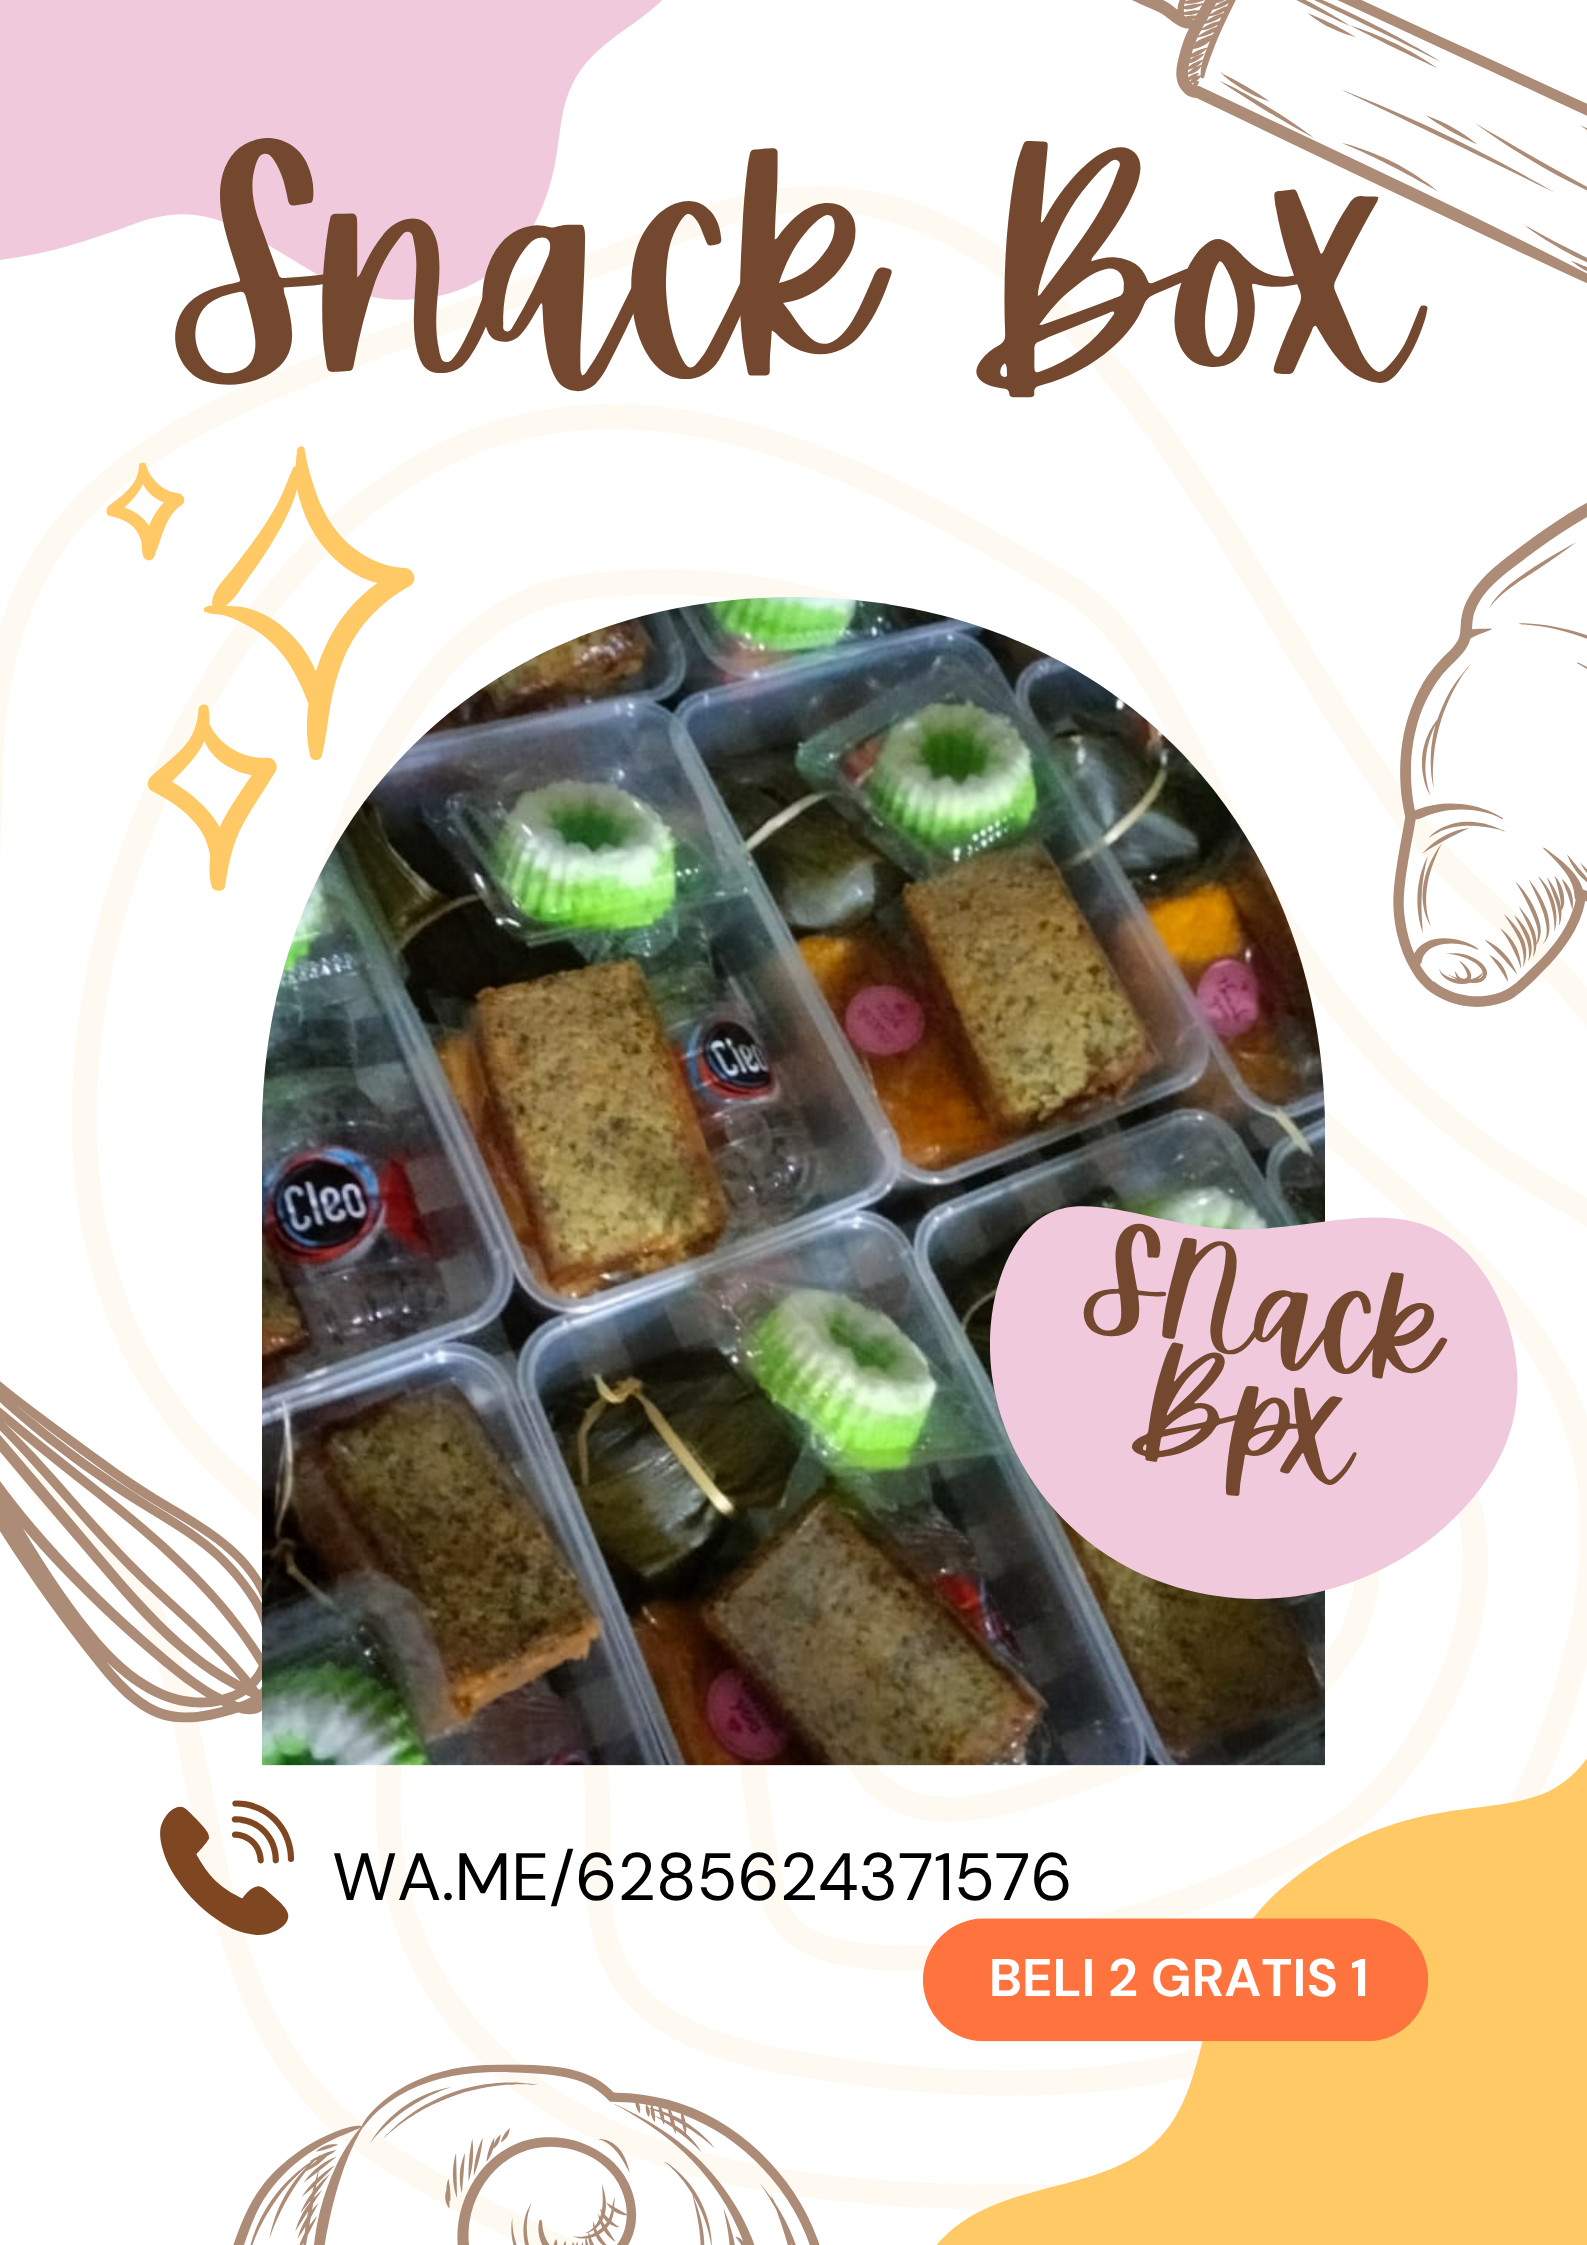 Snack Box
Cleo
Cleo
SNack
Bpx
WA.ME/6285624371576
BELI 2 GRATIS 1